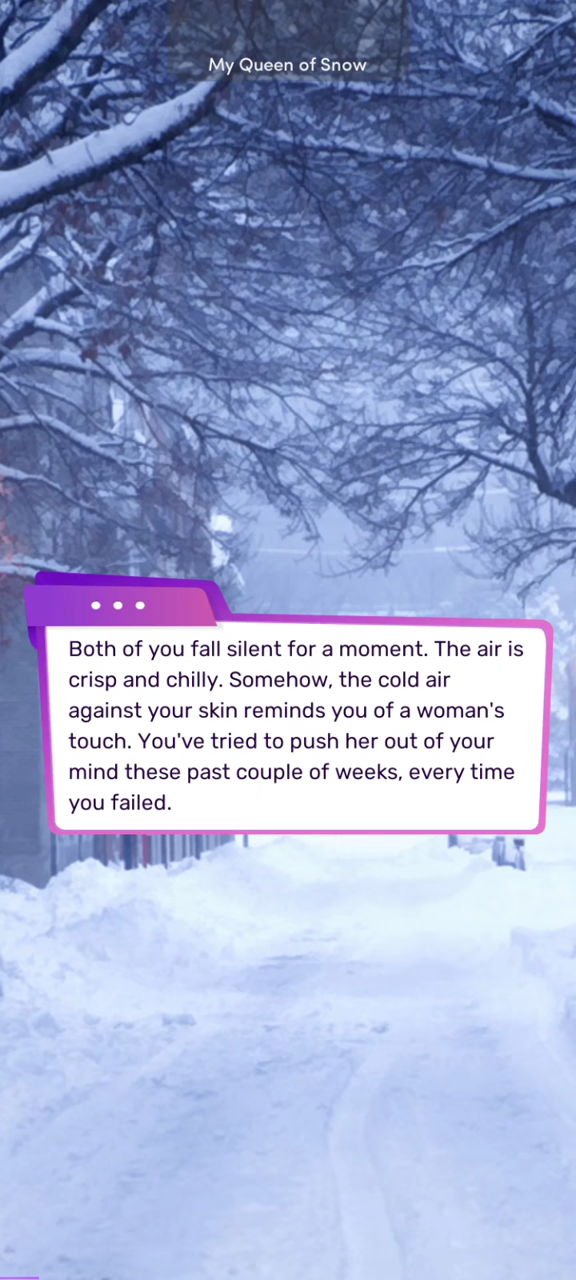 My Queen of Snow
Both of you fall silent for a moment. The air is
crisp and chilly. Somehow, the cold air
against your skin reminds you of a woman's
touch. You've tried to push her out of your
mind these past couple of weeks, every time
you failed.